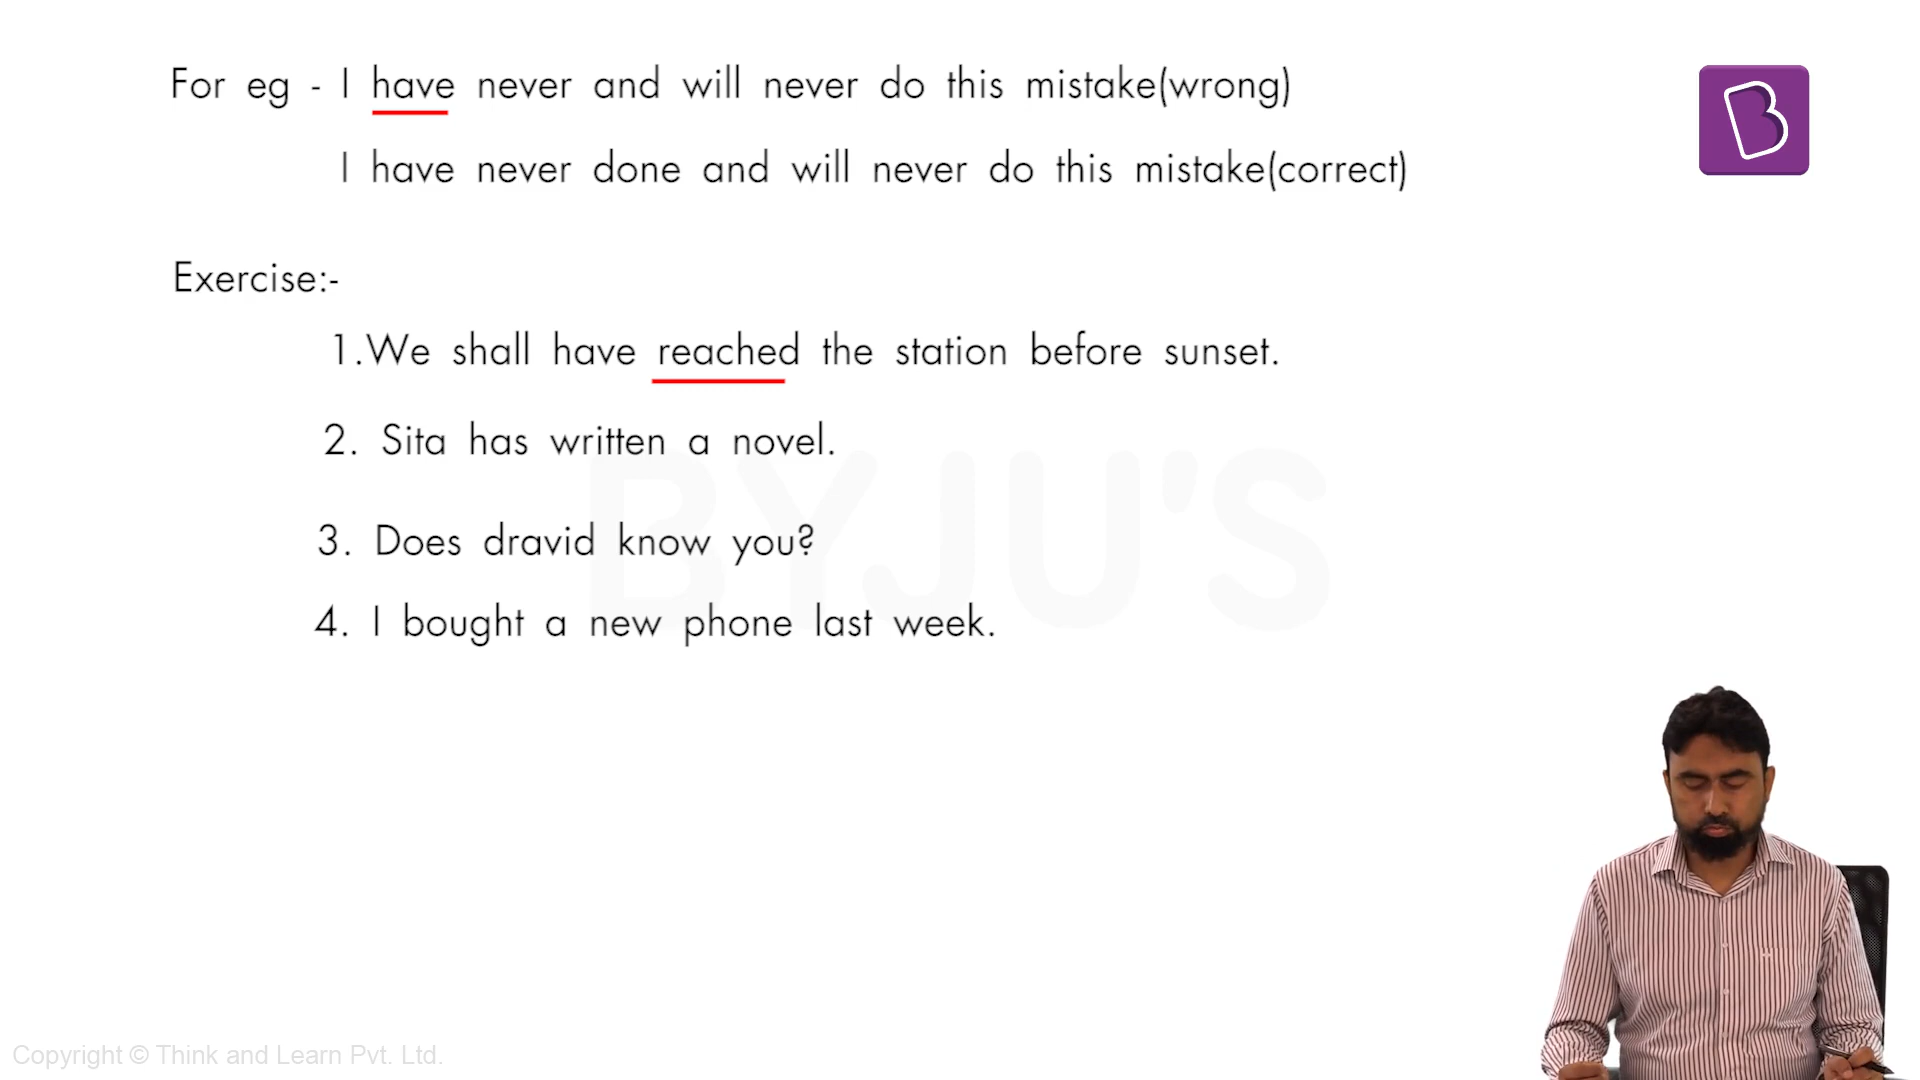 For eg - I have never and will never do this mistake(wrong)
I have never done and will never do this mistake(correct)
Exercise:-
1.We shall have reached the station before sunset.
2. Sita has written a novel.
3. Does dravid know you?
4. I bought a new phone last week.
BYJU'S
Copyright © Think and Learn Pvt. Ltd.